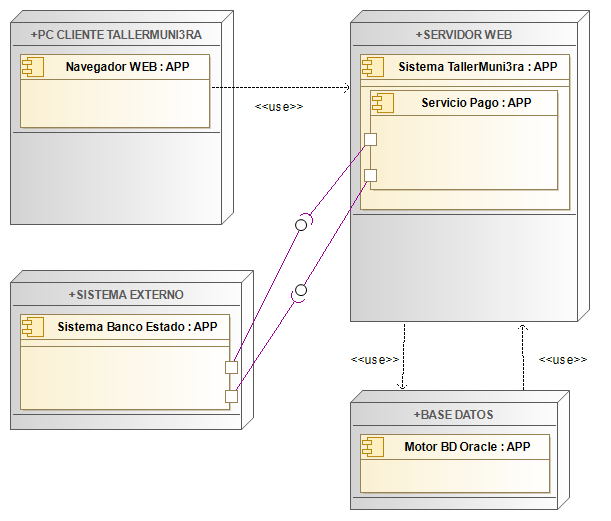 +PC CLIENTE TALLERMUNI3RA
Navegador WEB : APP
<<use>>
+SERVIDOR WEB
Sistema TallerMuni3ra : APP
Servicio Pago : APP
+SISTEMA EXTERNO
Sistema Banco Estado : APP
<<use>>
<<use>>
+BASE DATOS
Motor BD Oracle : APP